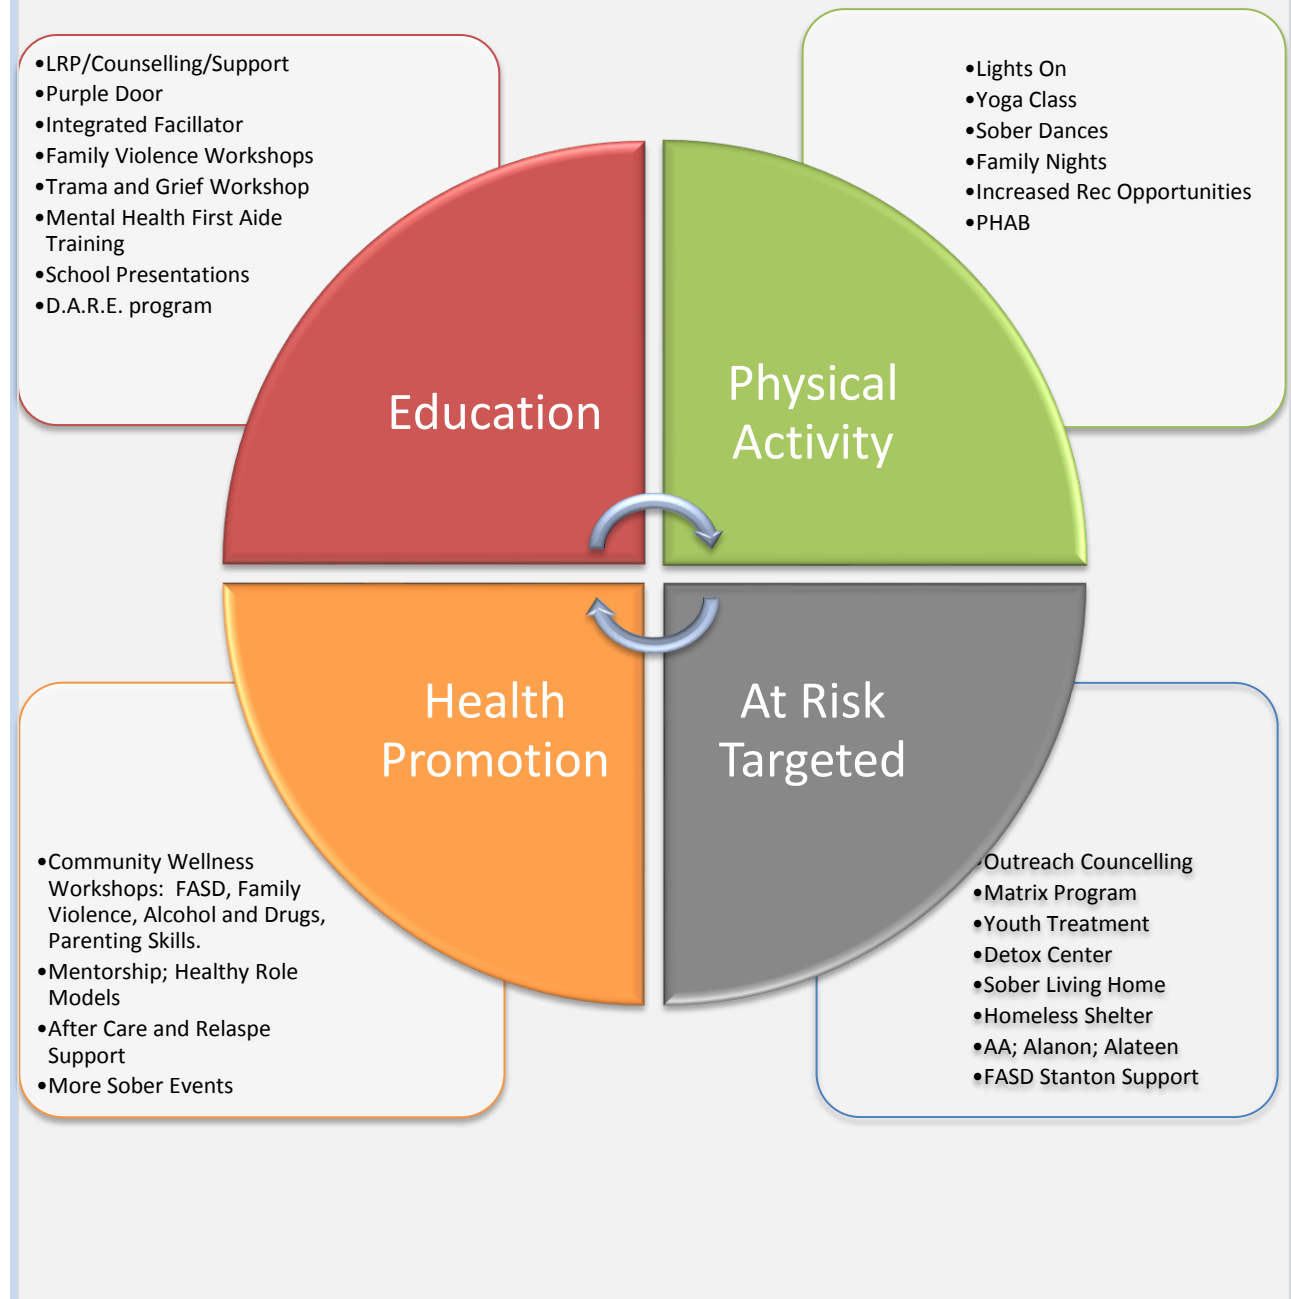 •LRP/Counselling/Support
•Purple Door
•Integrated Facillator
•Family Violence Workshops
•Trama and Grief Workshop
•Mental Health First Aide
Training
•School Presentations
•D.A.R.E. program
Education
•Lights On
•Yoga Class
•Sober Dances
•Family Nights
•Increased Rec Opportunities
•PHAB
Physical
Activity
Health
Promotion
•Community Wellness
Workshops: FASD, Family
Violence, Alcohol and Drugs,
Parenting Skills.
•Mentorship; Healthy Role
Models
•After Care and Relaspe
Support
•More Sober Events
At Risk
Targeted
•Outreach Councelling
•Matrix Program
•Youth Treatment
•Detox Center
•Sober Living Home
•Homeless Shelter
•AA; Alanon; Alateen
•FASD Stanton Support